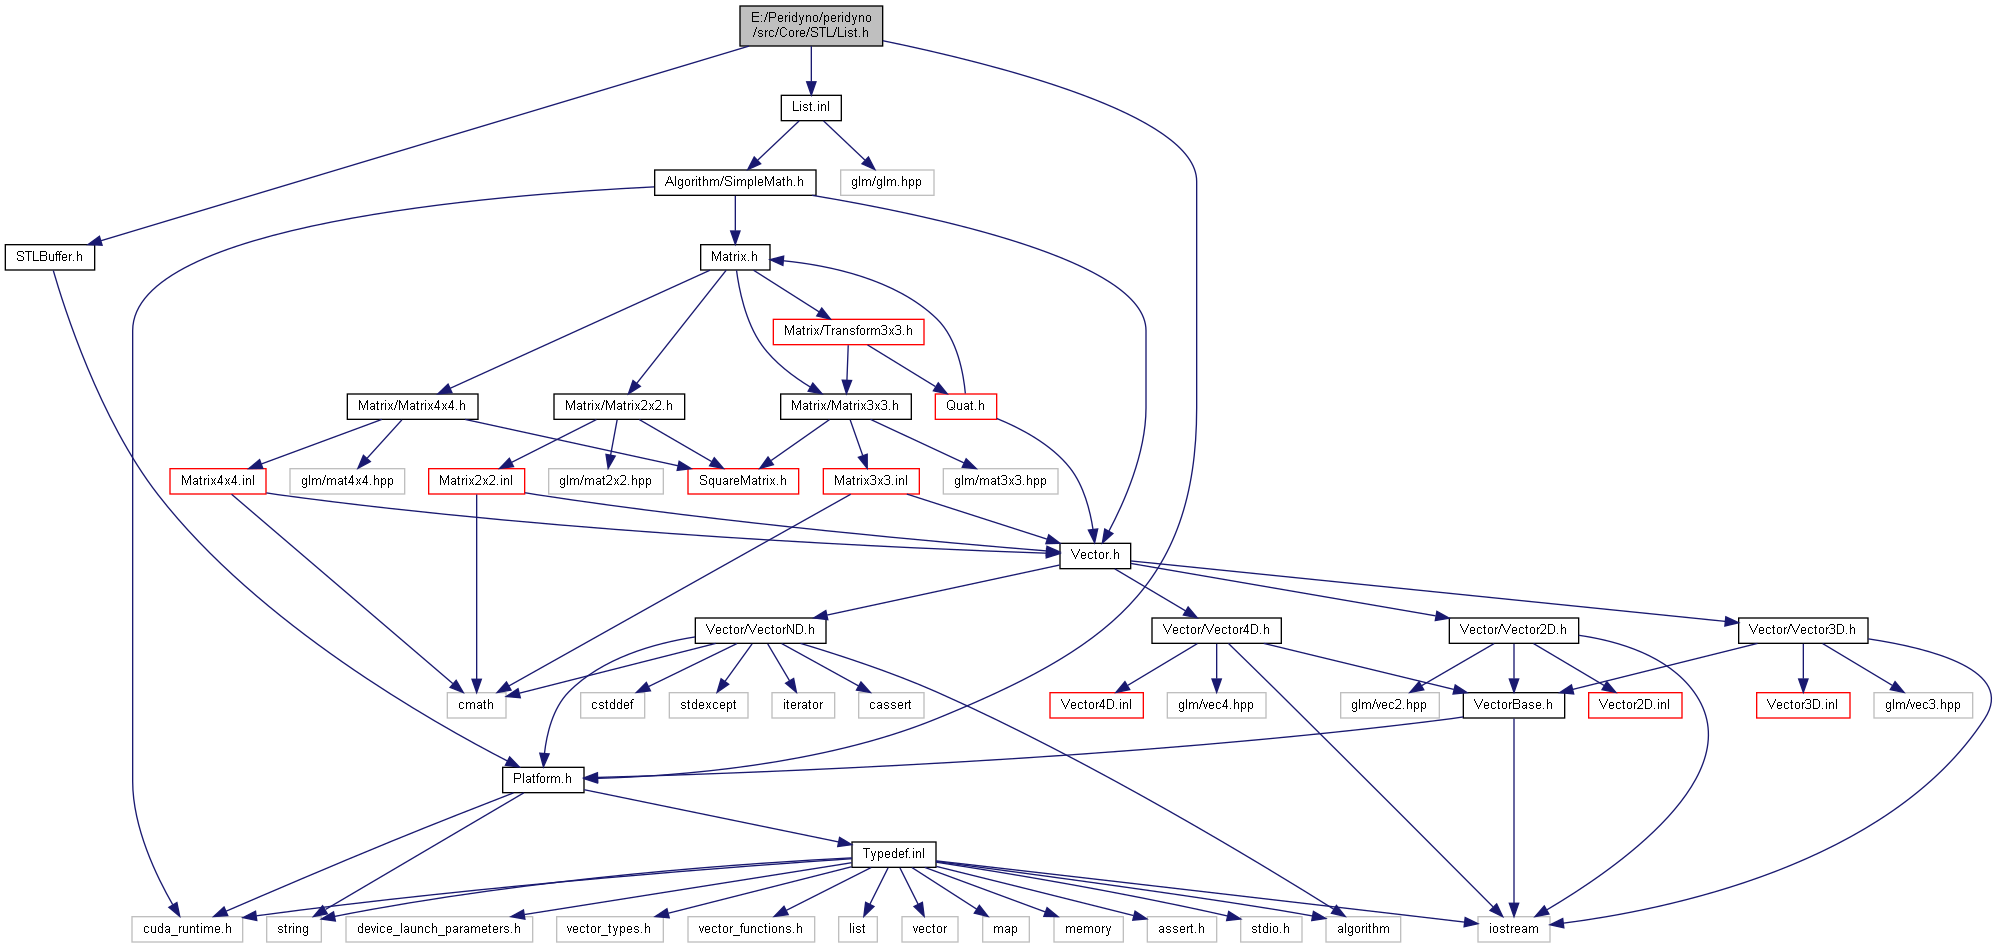 E:/Peridyno/peridyno
/src/Core/STL/List.h
List.inl
Algorithm/SimpleMath.h
glm/glm.hpp
STLBuffer.h
Matrix.h
Matrix/Transform3x3.h
Matrix/Matrix4x4.h
Matrix/Matrix2x2.h
Matrix/Matrix3x3.h
Quat.h
Matrix4x4.inl
glm/mat4x4.hpp
Matrix2x2.inl
glm/mat2x2.hpp
SquareMatrix.h
Matrix3x3.inl
glm/mat3x3.hpp
Vector.h
Vector/VectorND.h
Vector/Vector4D.h
Vector/Vector2D.h
Vector/Vector3D.h
cmath
cstddef
stdexcept
iterator
cassert
Vector4D.inl
glm/vec4.hpp
glm/vec2.hpp
VectorBase.h
Vector2D.inl
Vector3D.inl
glm/vec3.hpp
Platform.h
Typedef.inl
cuda_runtime.h
string
device_launch_parameters.h
vector_types.h
vector_functions.h
list
vector
map
memory
assert.h
stdio.h
algorithm
iostream